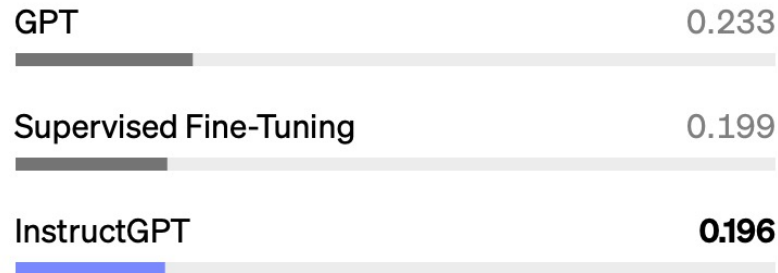 GPT 0.233
Supervised Fine-Tuning 0.199
InstructGPT 0.196